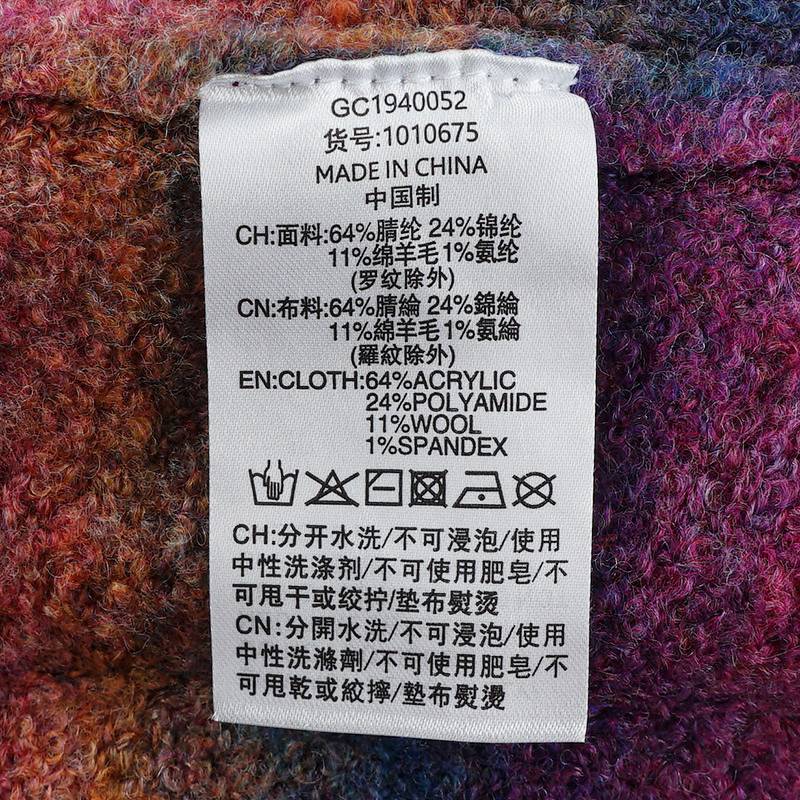 GC1940052
货号:1010675
MADE IN CHINA
中国制
CH:面料:64%腈纶 24%锦纶
11%绵羊毛 1%氨纶
(罗纹除外)
CN:布料:64%腈綸 24%錦綸
11%綿羊毛 1%氨綸
(羅紋除外)
EN:CLOTH:64%ACRYLIC
24%POLYAMIDE
11%WOOL
1%SPANDEX
CH:分开水洗/不可浸泡/使用
中性洗涤剂/不可使用肥皂/不
可甩干或绞拧/垫布熨烫
CN:分開水洗/不可浸泡/使用
中性洗滌劑/不可使用肥皂/不
可甩乾或絞擰/墊布熨燙